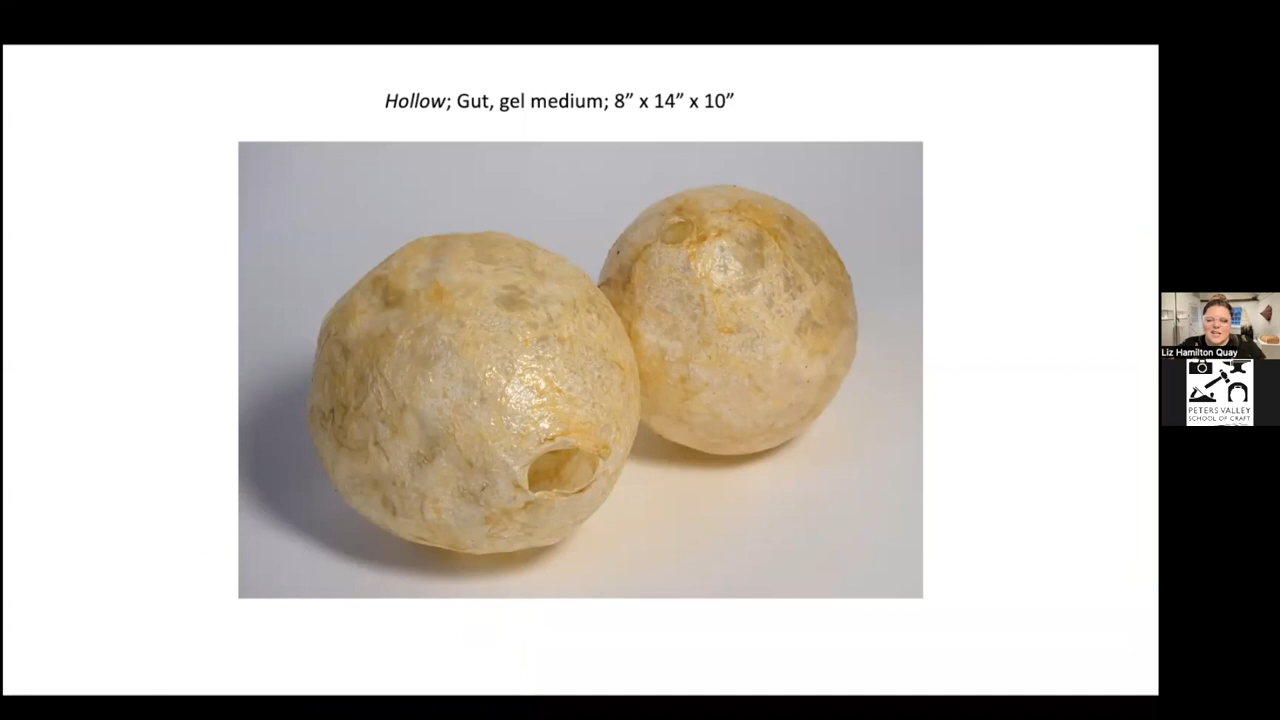 Hollow; Gut, gel medium; 8” x 14” x 10”
Liz Hamilton Quay
PETERS VALLEY
SCHOOL OF CRAFT